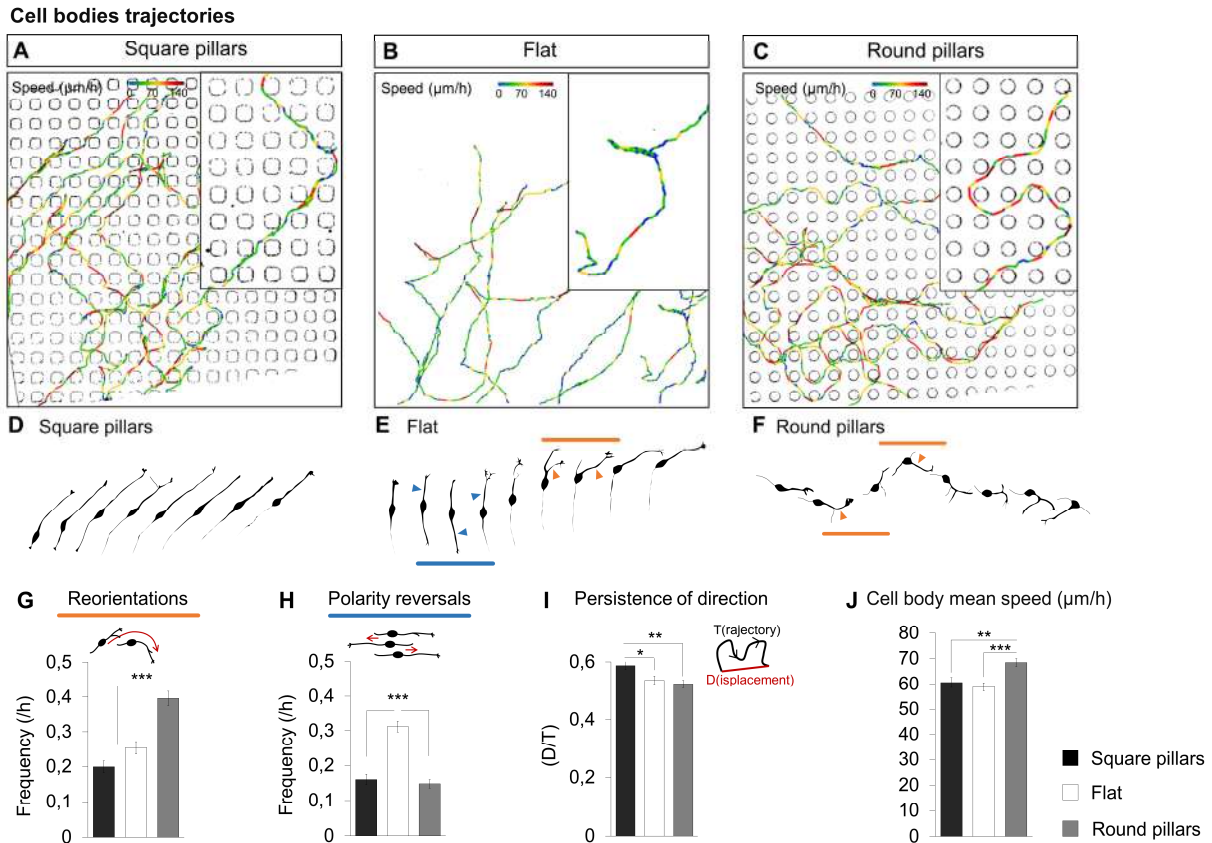 Cell bodies trajectories
A Square pillars
B Flat
C Round pillars
Speed (µm/h) 0 70 140
Speed (µm/h) 0 70 140
Speed (µm/h) 0 70 140
D Square pillars
E Flat
F Round pillars
G Reorientations
Frequency (/h)
0,5
0,4
0,3
0,2
0,1
0
***
H Polarity reversals
Frequency (/h)
0,5
0,4
0,3
0,2
0,1
0
***
I Persistence of direction
T(rajectory)
D(isplacement)
(D/T)
0,6
0,4
0,2
0
**
*
J Cell body mean speed (µm/h)
80
70
60
50
40
30
20
10
0
**
***
Square pillars
Flat
Round pillars